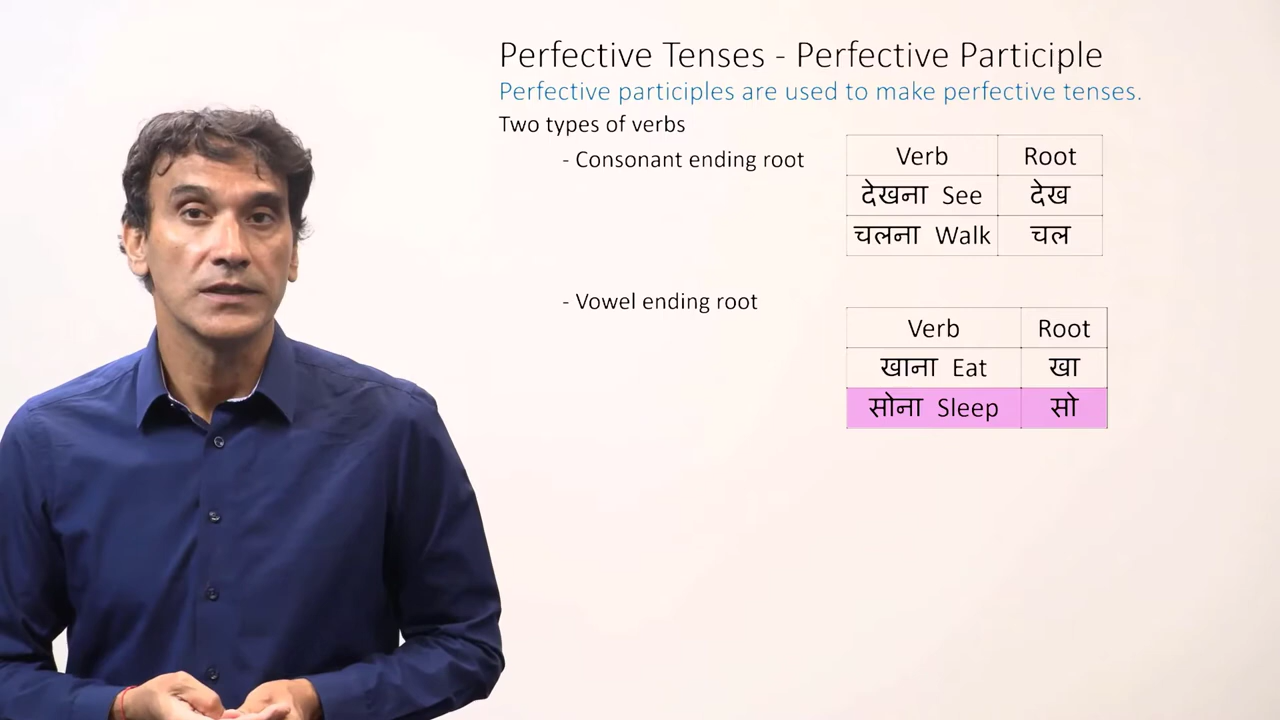 Perfective Tenses - Perfective Participle
Perfective participles are used to make perfective tenses.
Two types of verbs
- Consonant ending root
Verb Root
देखना See देख
चलना Walk चल
- Vowel ending root
Verb Root
खाना Eat खा
सोना Sleep सो